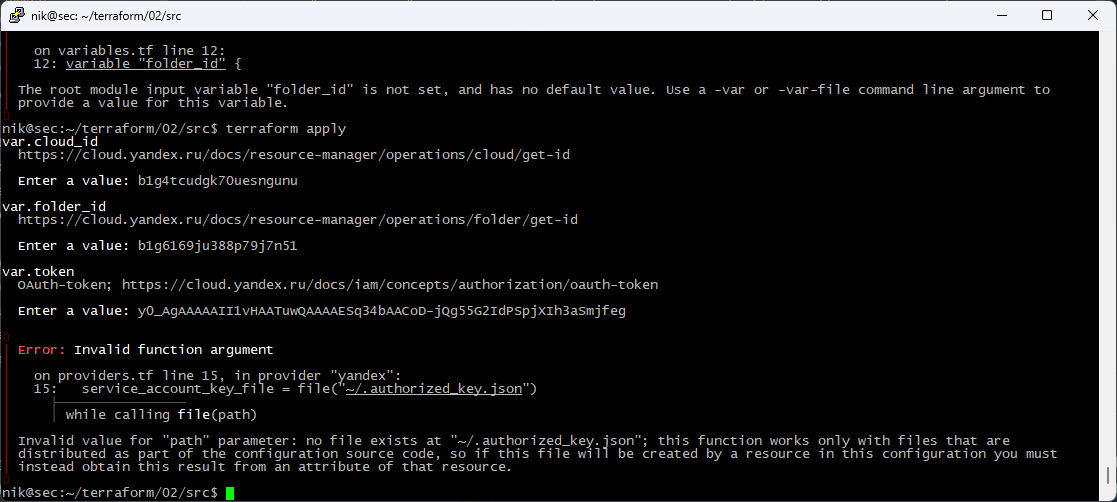 nik@sec: ~/terraform/02/src
on variables.tf line 12:
12: variable "folder_id" {
The root module input variable "folder_id" is not set, and has no default value. Use a -var or -var-file command line argument to
provide a value for this variable.
nik@sec:~/terraform/02/src$ terraform apply
var.cloud_id
https://cloud.yandex.ru/docs/resource-manager/operations/cloud/get-id
Enter a value: b1g4tcudgk70uesngunu
var.folder_id
https://cloud.yandex.ru/docs/resource-manager/operations/folder/get-id
Enter a value: b1g6169ju388p79j7n51
var.token
OAuth-token; https://cloud.yandex.ru/docs/iam/concepts/authorization/oauth-token
Enter a value: y0_AgAAAAAII1vHAATuwQAAAAESq34bAACoD-jQg55G2IdPSpjXIh3aSmjfeg
Error: Invalid function argument
on providers.tf line 15, in provider "yandex":
15: service_account_key_file = file("~/.authorized_key.json")
while calling file(path)
Invalid value for "path" parameter: no file exists at "~/.authorized_key.json"; this function works only with files that are
distributed as part of the configuration source code, so if this file will be created by a resource in this configuration you must
instead obtain this result from an attribute of that resource.
nik@sec:~/terraform/02/src$